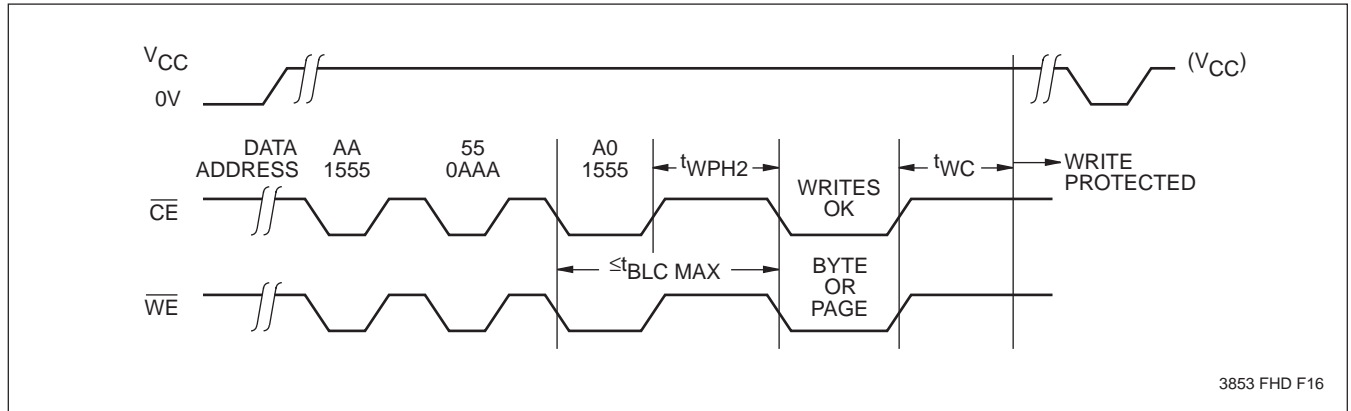 VCC
0V
(VCC)
DATA AA 55 A0
ADDRESS 1555 0AAA 1555
tWPH2
WRITES
OK
tWC
WRITE
PROTECTED
CE
≤tBLC MAX
BYTE
OR
PAGE
WE
3853 FHD F16